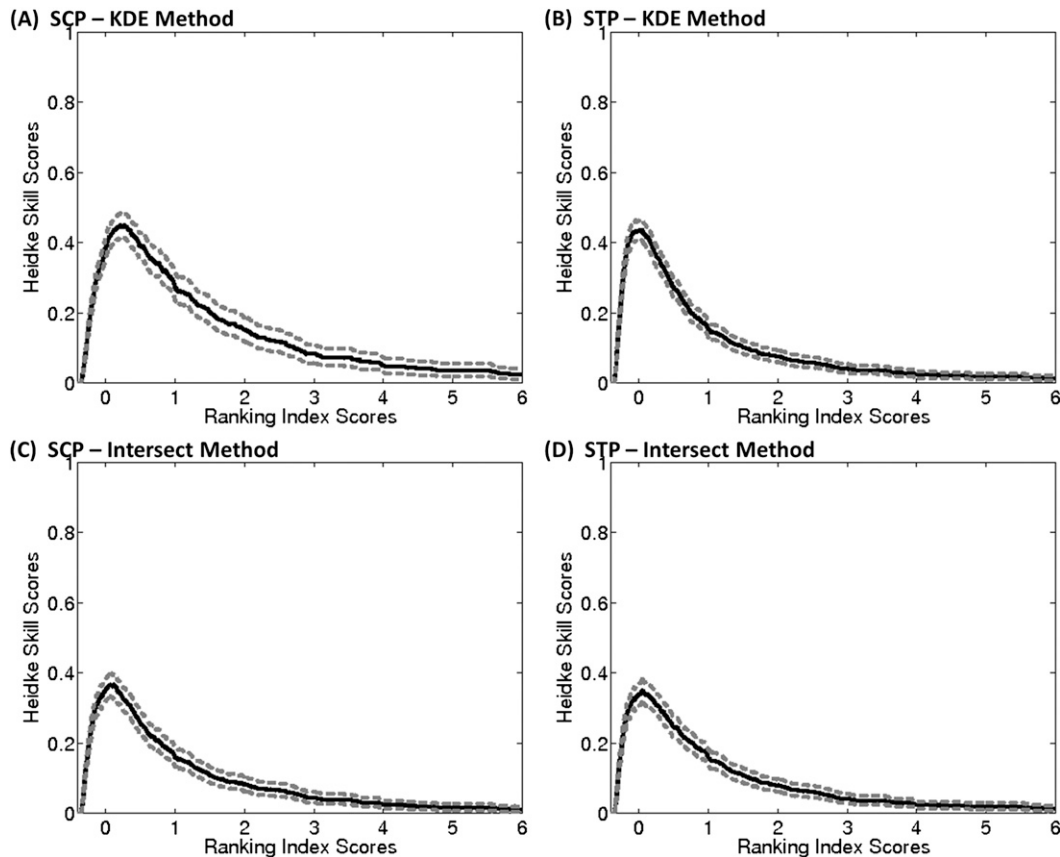 (A) SCP – KDE Method
1
0.8
0.6
0.4
0.2
0
Heidke Skill Scores
0 1 2 3 4 5 6
Ranking Index Scores
(B) STP – KDE Method
1
0.8
0.6
0.4
0.2
0
Heidke Skill Scores
0 1 2 3 4 5 6
Ranking Index Scores
(C) SCP – Intersect Method
1
0.8
0.6
0.4
0.2
0
Heidke Skill Scores
0 1 2 3 4 5 6
Ranking Index Scores
(D) STP – Intersect Method
1
0.8
0.6
0.4
0.2
0
Heidke Skill Scores
0 1 2 3 4 5 6
Ranking Index Scores